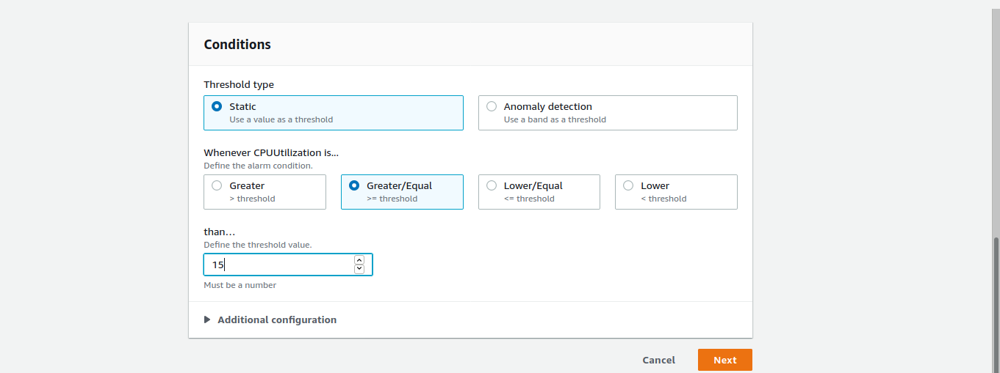 Conditions
Threshold type
Static
Use a value as a threshold
Anomaly detection
Use a band as a threshold
Whenever CPUUtilization is...
Define the alarm condition.
Greater
> threshold
Greater/Equal
>= threshold
Lower/Equal
<= threshold
Lower
< threshold
than…
Define the threshold value.
15
Must be a number
Additional configuration
Cancel
Next